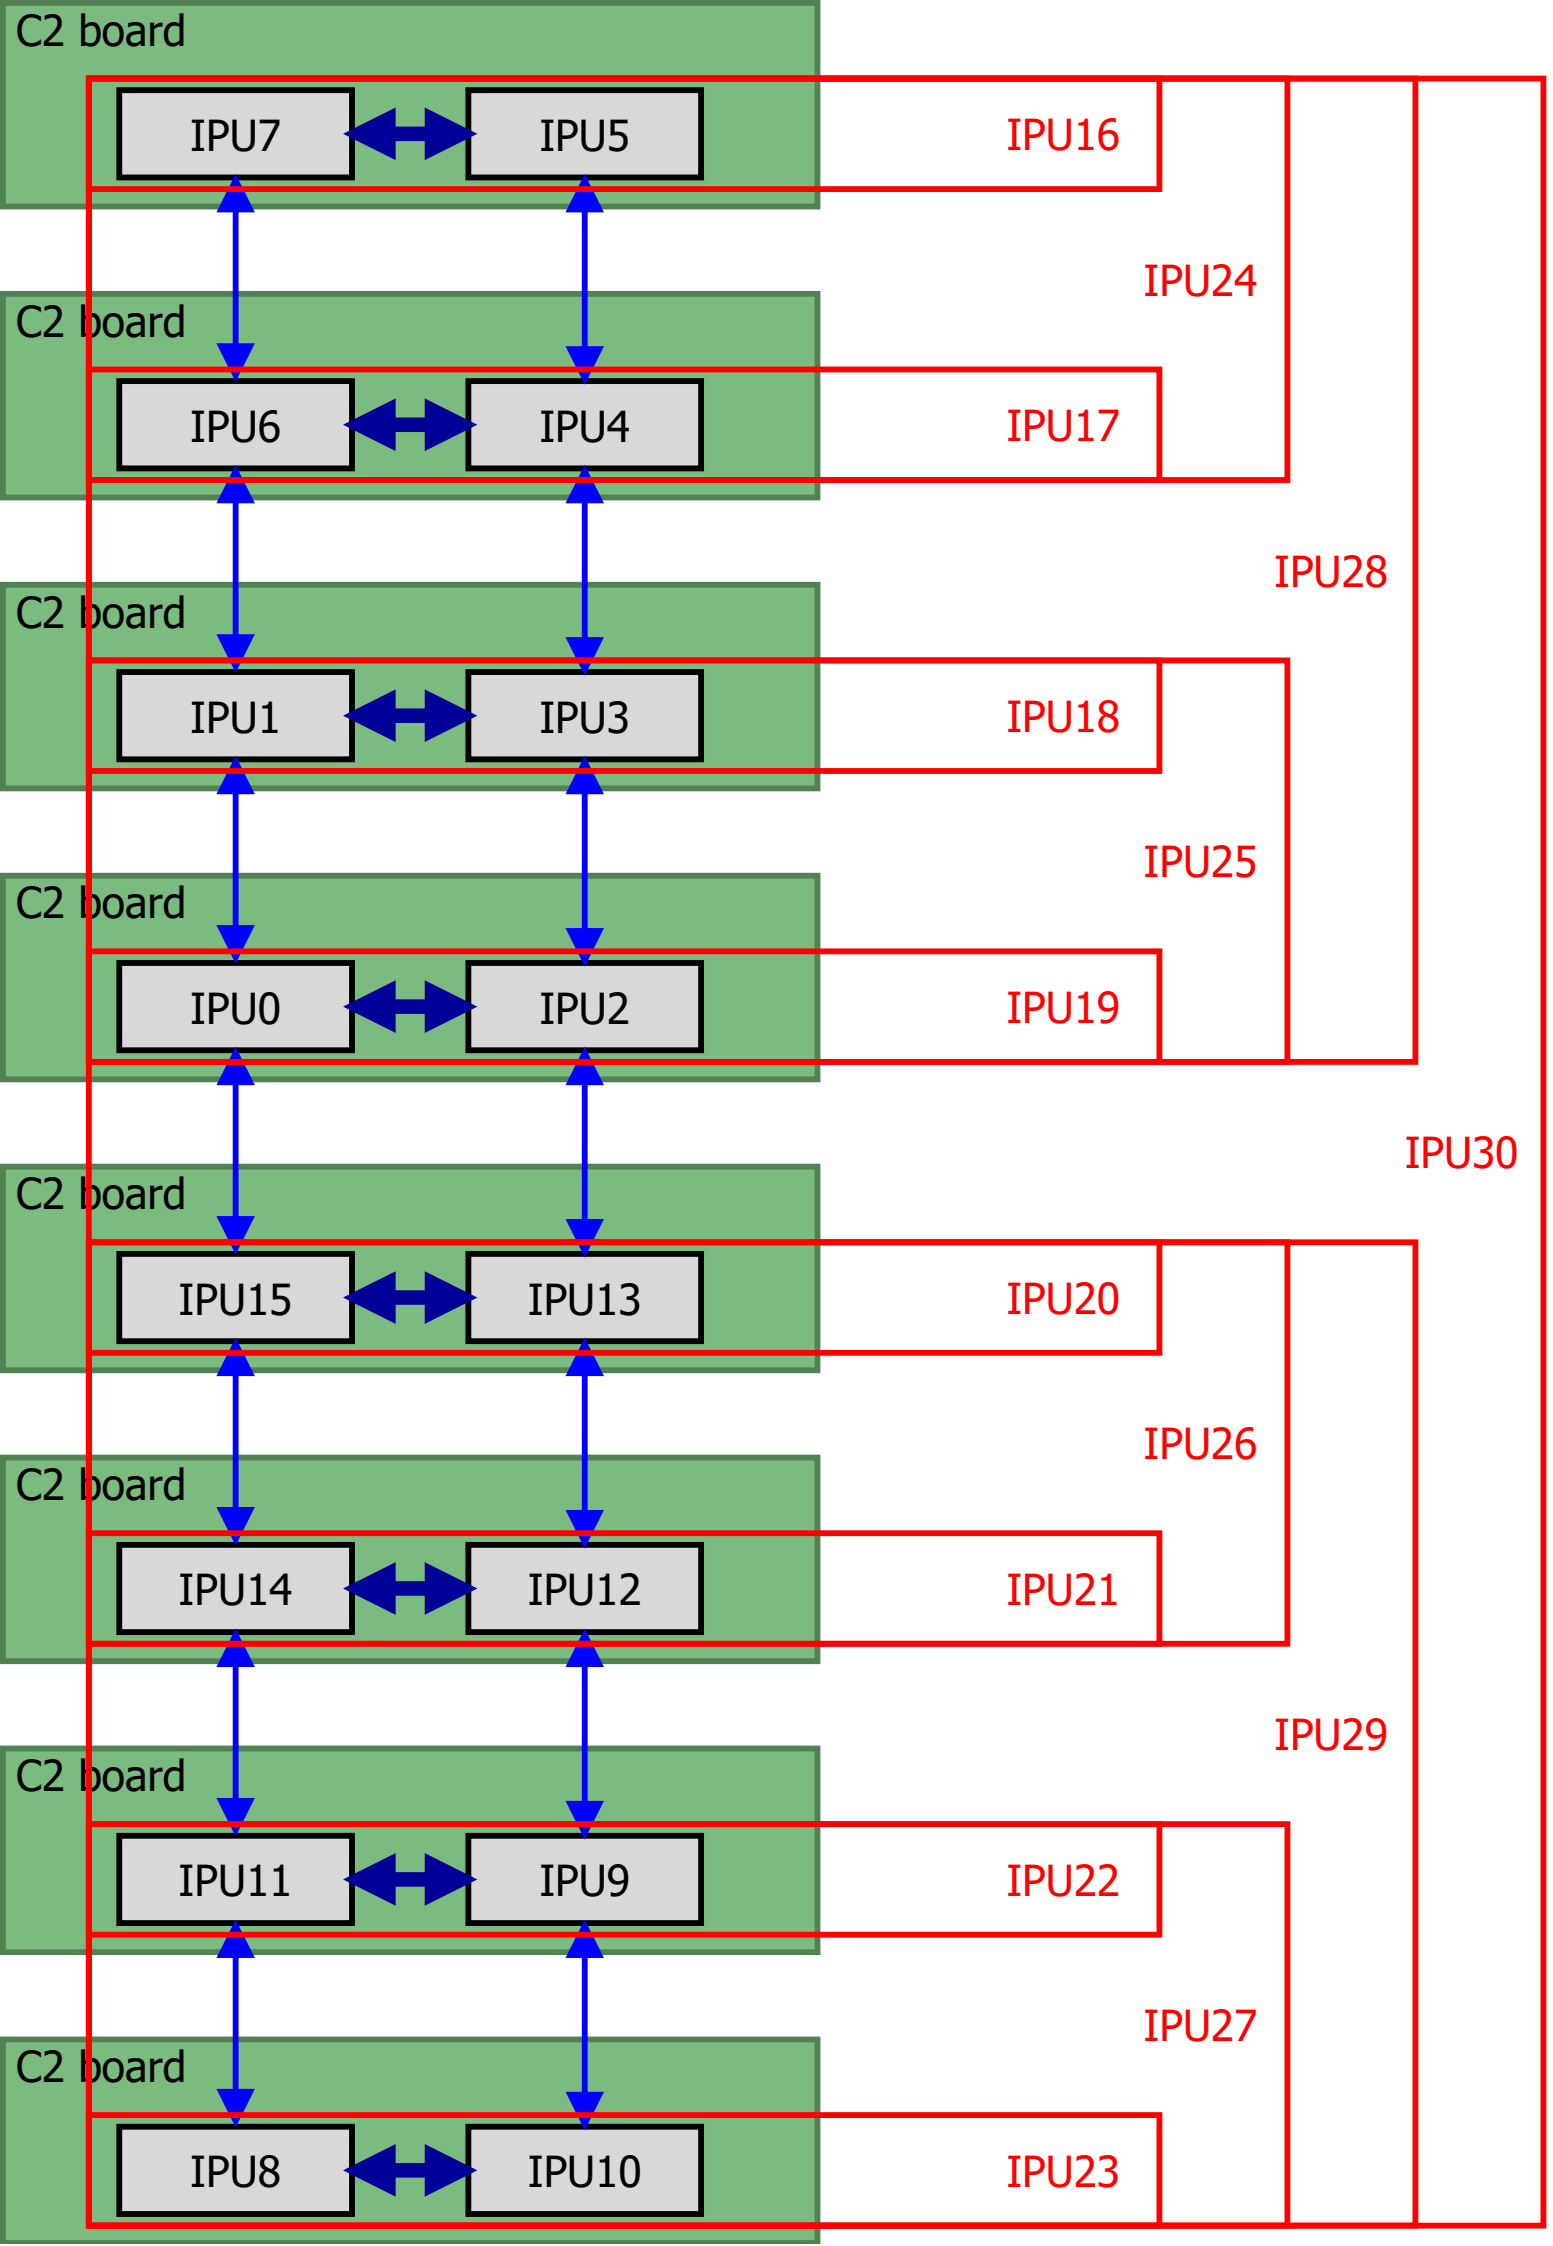 C2 board
IPU7 IPU5 IPU16
IPU24
C2 board
IPU6 IPU4 IPU17
IPU28
C2 board
IPU1 IPU3 IPU18
IPU25
C2 board
IPU0 IPU2 IPU19
IPU30
C2 board
IPU15 IPU13 IPU20
IPU26
C2 board
IPU14 IPU12 IPU21
IPU29
C2 board
IPU11 IPU9 IPU22
IPU27
C2 board
IPU8 IPU10 IPU23